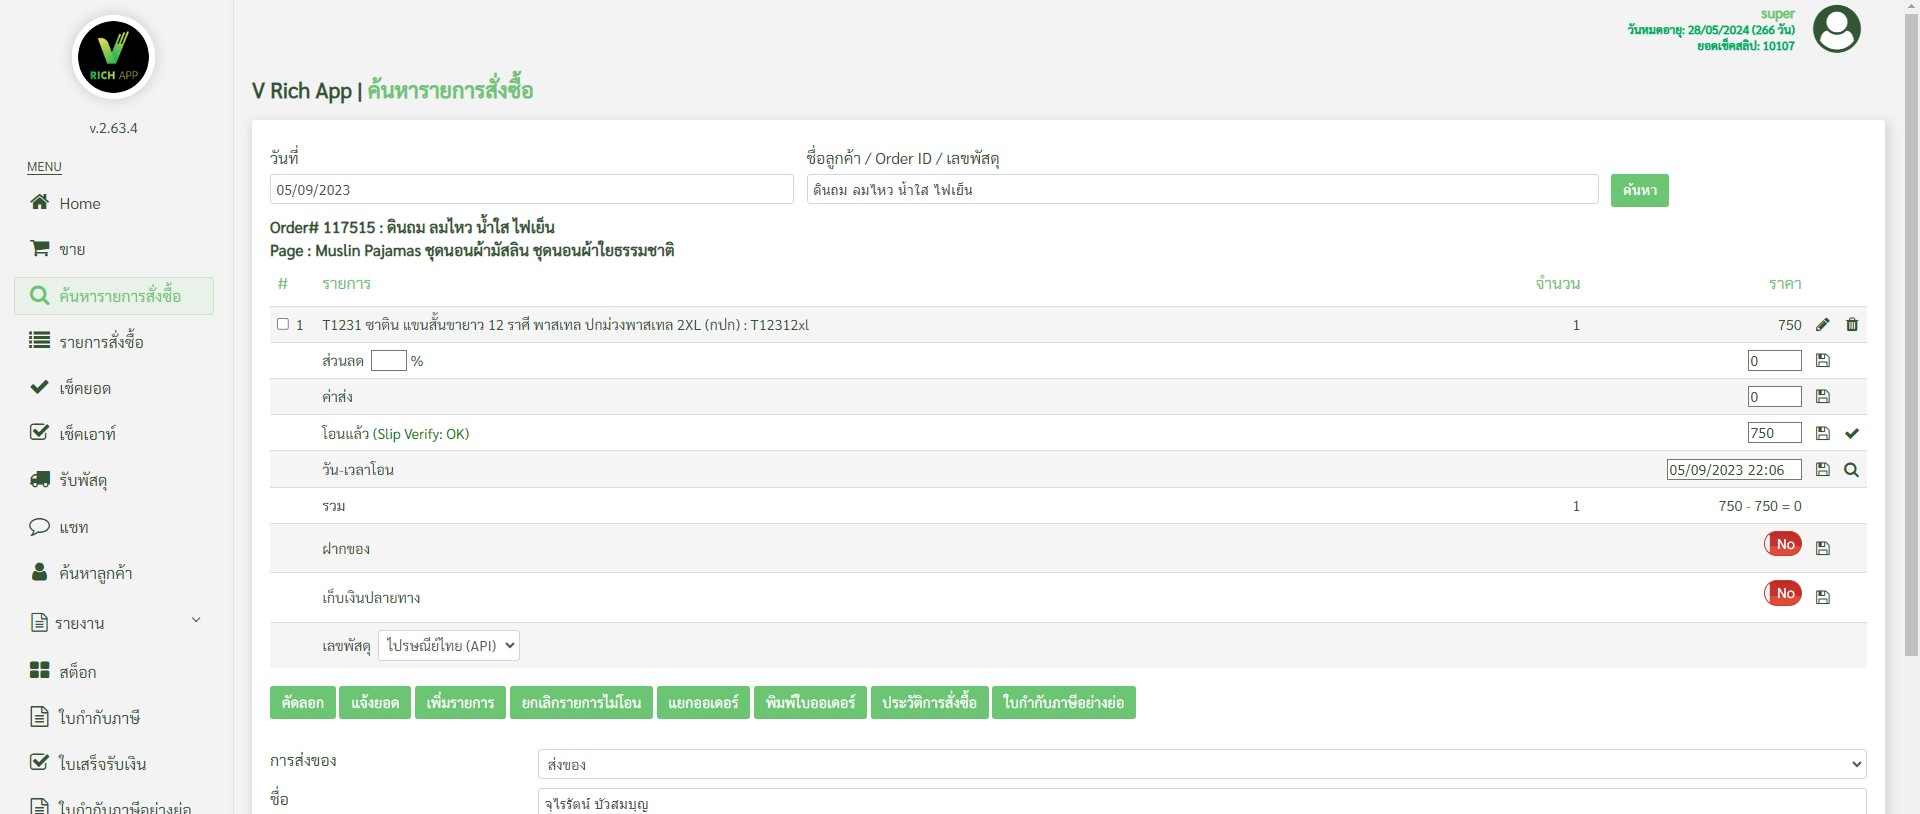 super
วันหมดอายุ: 28/05/2024 (266 วัน)
ยอดเช็คสลิป: 10107
RICH APP
v.2.63.4
MENU
Home
ขาย
ค้นหารายการสั่งซื้อ
รายการสั่งซื้อ
เช็คยอด
เช็คเอาท์
รับพัสดุ
แชท
ค้นหาลูกค้า
รายงาน
สต็อก
ใบกำกับภาษี
ใบเสร็จรับเงิน
ใบกำกับภาษีอย่างย่อ
V Rich App | ค้นหารายการสั่งซื้อ
วันที่ ชื่อลูกค้า / Order ID / เลขพัสดุ
05/09/2023 ดินถม ลมไหว น้ำใส ไฟเย็น ค้นหา
Order# 117515 : ดินถม ลมไหว น้ำใส ไฟเย็น
Page : Muslin Pajamas ชุดนอนผ้ามัสลิน ชุดนอนผ้าใยธรรมชาติ
# รายการ จำนวน ราคา
1 T1231 ซาติน แขนสั้นขายาว 12 ราศี พาสเทล ปกม่วงพาสเทล 2XL (กปก) : T12312xl 1 750
ส่วนลด % 0
ค่าส่ง 0
โอนแล้ว (Slip Verify: OK) 750
วัน-เวลาโอน 05/09/2023 22:06
รวม 1 750 - 750 = 0
ฝากของ No
เก็บเงินปลายทาง No
เลขพัสดุ ไปรษณีย์ไทย (API)
คัดลอก แจ้งยอด เพิ่มรายการ ยกเลิกรายการไม่โอน แยกออเดอร์ พิมพ์ใบออเดอร์ ประวัติการสั่งซื้อ ใบกำกับภาษีอย่างย่อ
การส่งของ ส่งของ
ชื่อ จุไรรัตน์ บัวสมบุญ